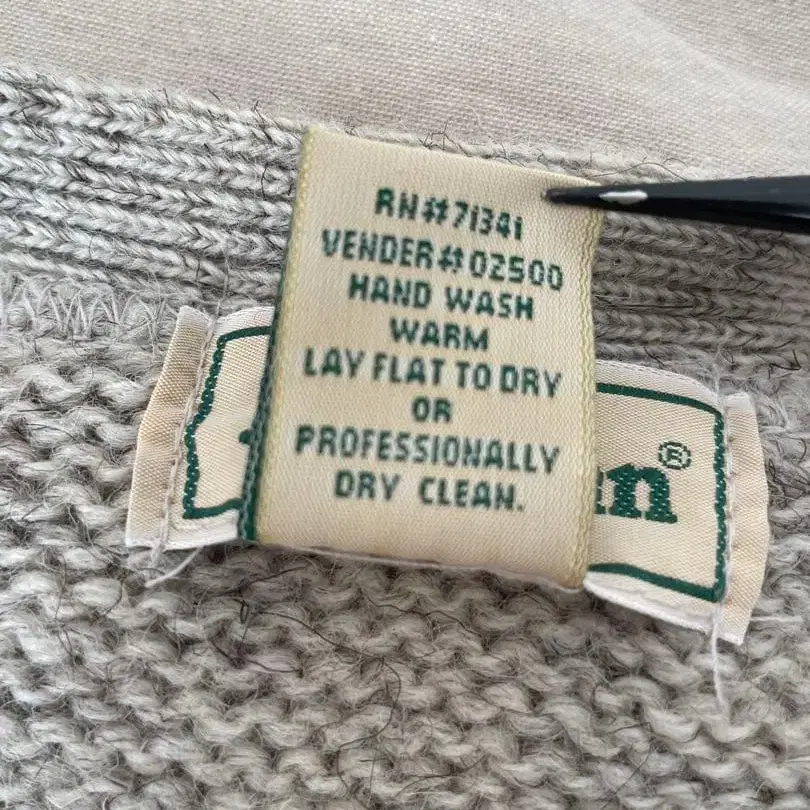 RN#71341
VENDER#02500
HAND WASH
WARM
LAY FLAT TO DRY
OR
PROFESSIONALLY
DRY CLEAN.